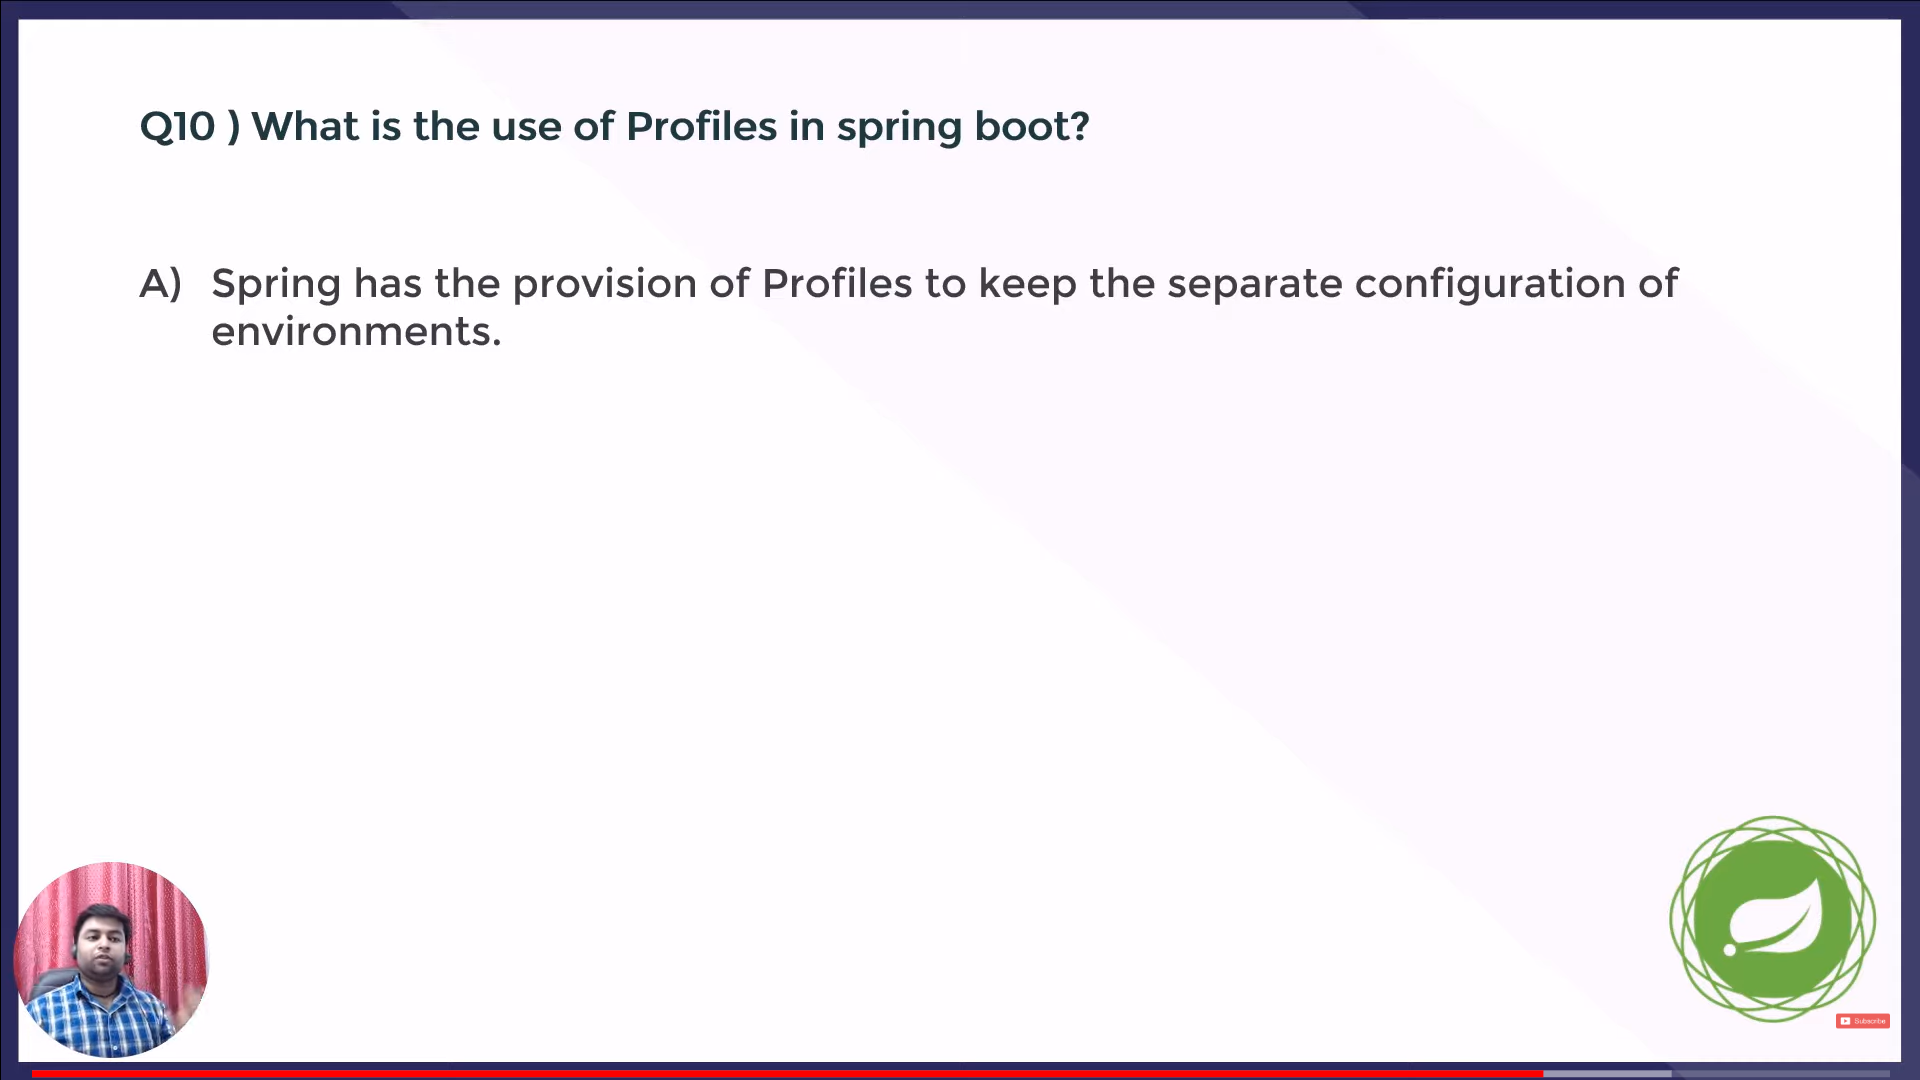 Q10 ) What is the use of Profiles in spring boot?
A) Spring has the provision of Profiles to keep the separate configuration of
environments.
Subscribe